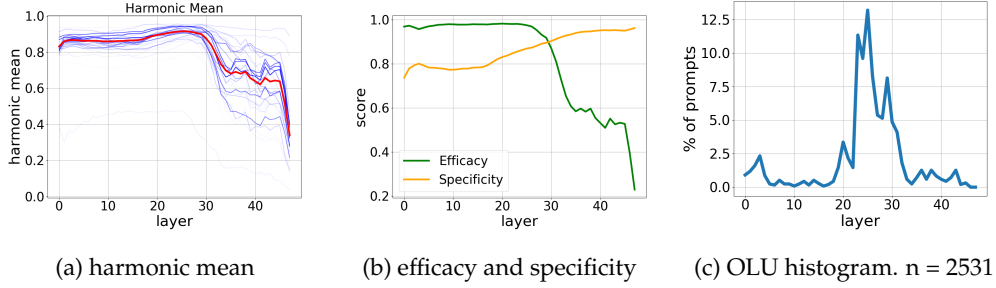 Harmonic Mean
harmonic mean
1.0
0.8
0.6
0.4
0.2
0.0
0 10 20 30 40
layer
(a) harmonic mean
score
1.0
0.8
0.6
0.4
0.2
Efficacy
Specificity
0 10 20 30 40
layer
(b) efficacy and specificity
% of prompts
12.5
10.0
7.5
5.0
2.5
0.0
0 10 20 30 40
layer
(c) OLU histogram. n = 2531